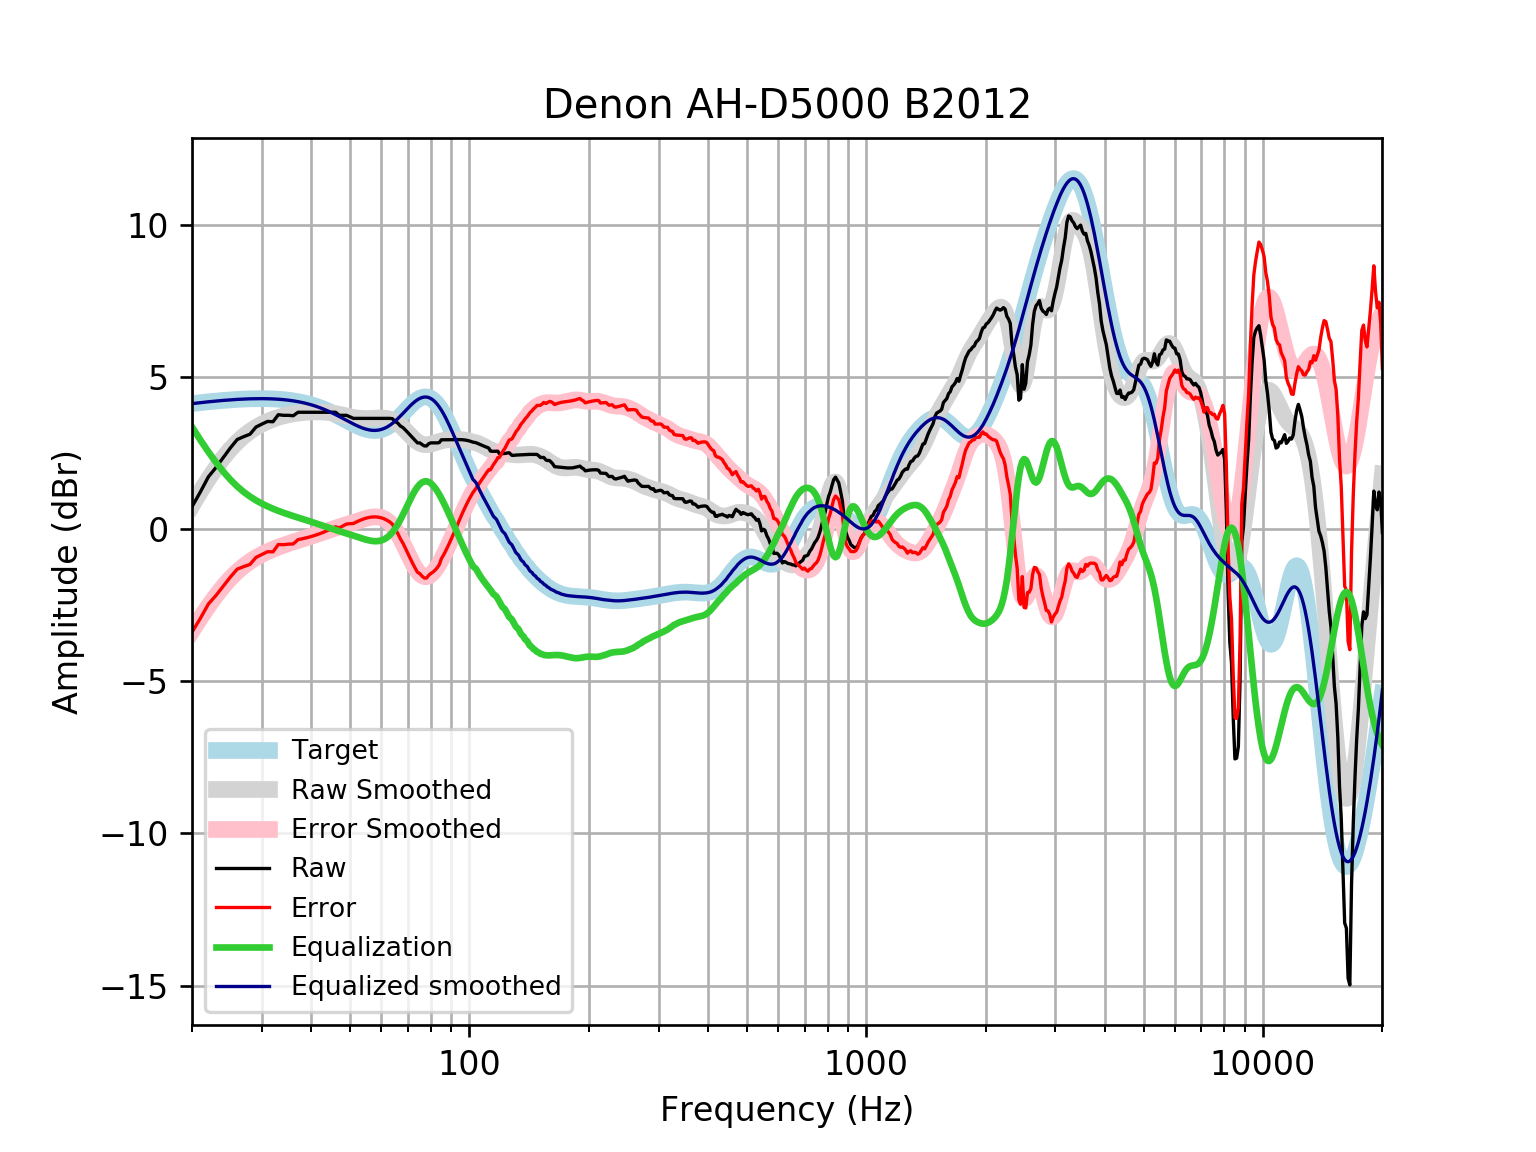 Denon AH-D5000 B2012
Amplitude (dBr)
10
5
0
−5
−10
−15
Target
Raw Smoothed
Error Smoothed
Raw
Error
Equalization
Equalized smoothed
100
1000
10000
Frequency (Hz)